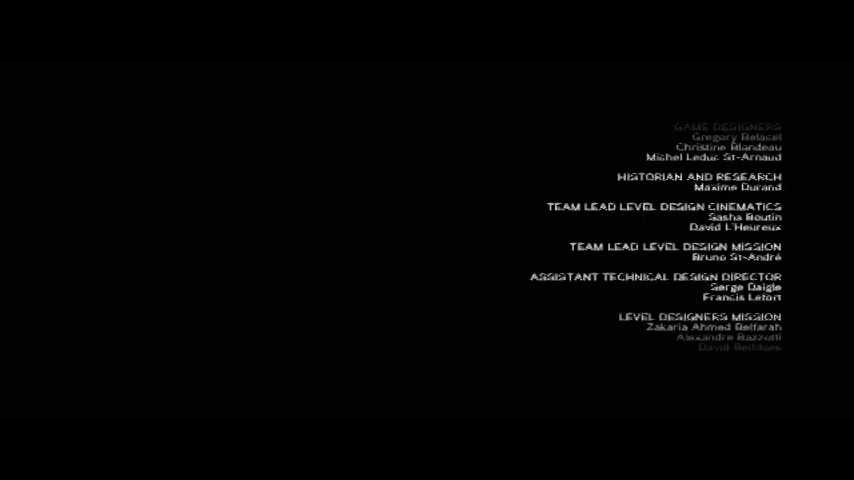 GAME DESIGNERS
Gregory Belacel
Christine Blondeau
Michel Leduc St-Arnaud
HISTORIAN AND RESEARCH
Maxime Durand
TEAM LEAD LEVEL DESIGN CINEMATICS
Sasha Boutin
David L'Heureux
TEAM LEAD LEVEL DESIGN MISSION
Bruno St-André
ASSISTANT TECHNICAL DESIGN DIRECTOR
Serge Daigle
Francis Lefort
LEVEL DESIGNERS MISSION
Zakaria Ahmed Belfarah
Alexandre Bazzotti
David Beddoes